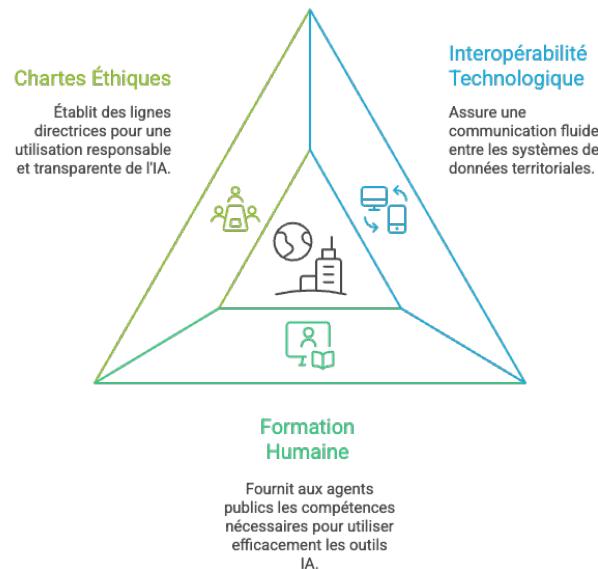 Chartes Éthiques
Établit des lignes
directrices pour une
utilisation responsable
et transparente de l'IA.
Interopérabilité
Technologique
Assure une
communication fluide
entre les systèmes de
données territoriales.
Formation
Humaine
Fournit aux agents
publics les compétences
nécessaires pour utiliser
efficacement les outils
IA.